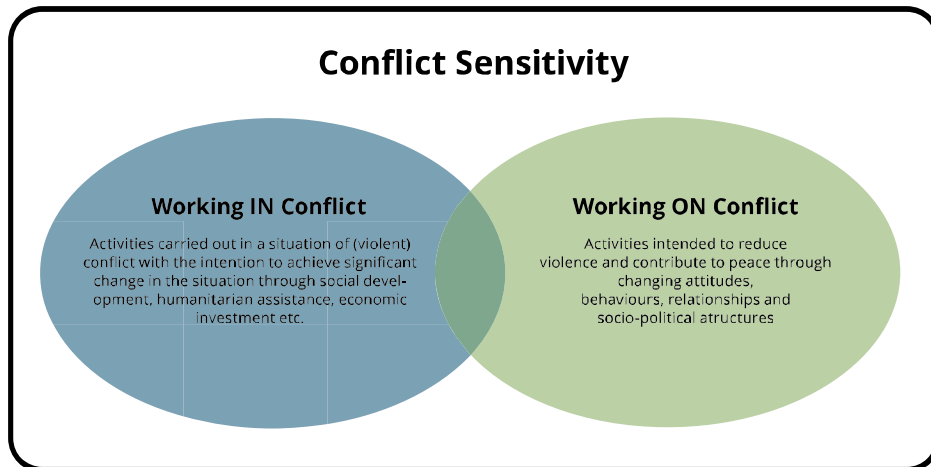 Conflict Sensitivity
Working IN Conflict
Activities carried out in a situation of (violent)
conflict with the intention to achieve significant
change in the situation through social devel-
opment, humanitarian assistance, economic
investment etc.
Working ON Conflict
Activities intended to reduce
violence and contribute to peace through
changing attitudes,
behaviours, relationships and
socio-political atructures